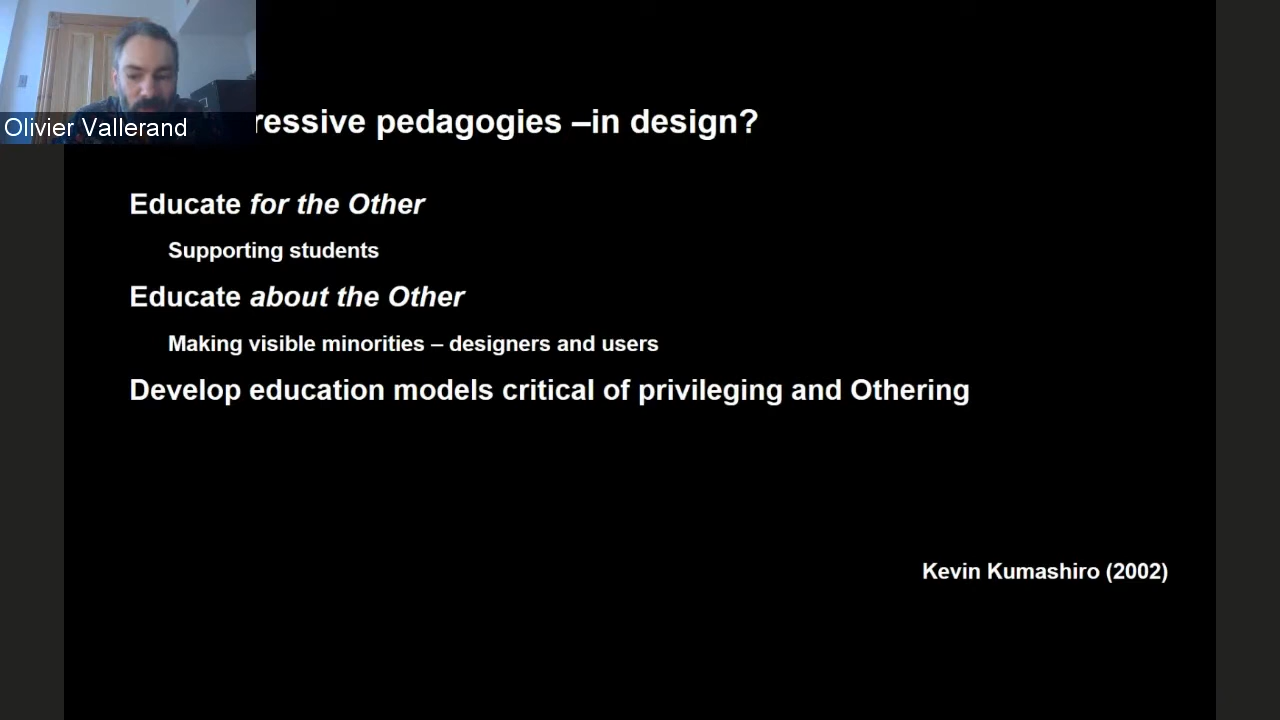 Olivier Vallerand
ressive pedagogies –in design?
Educate for the Other
Supporting students
Educate about the Other
Making visible minorities – designers and users
Develop education models critical of privileging and Othering
Kevin Kumashiro (2002)